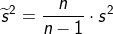 s̃² = n/(n − 1) · s²